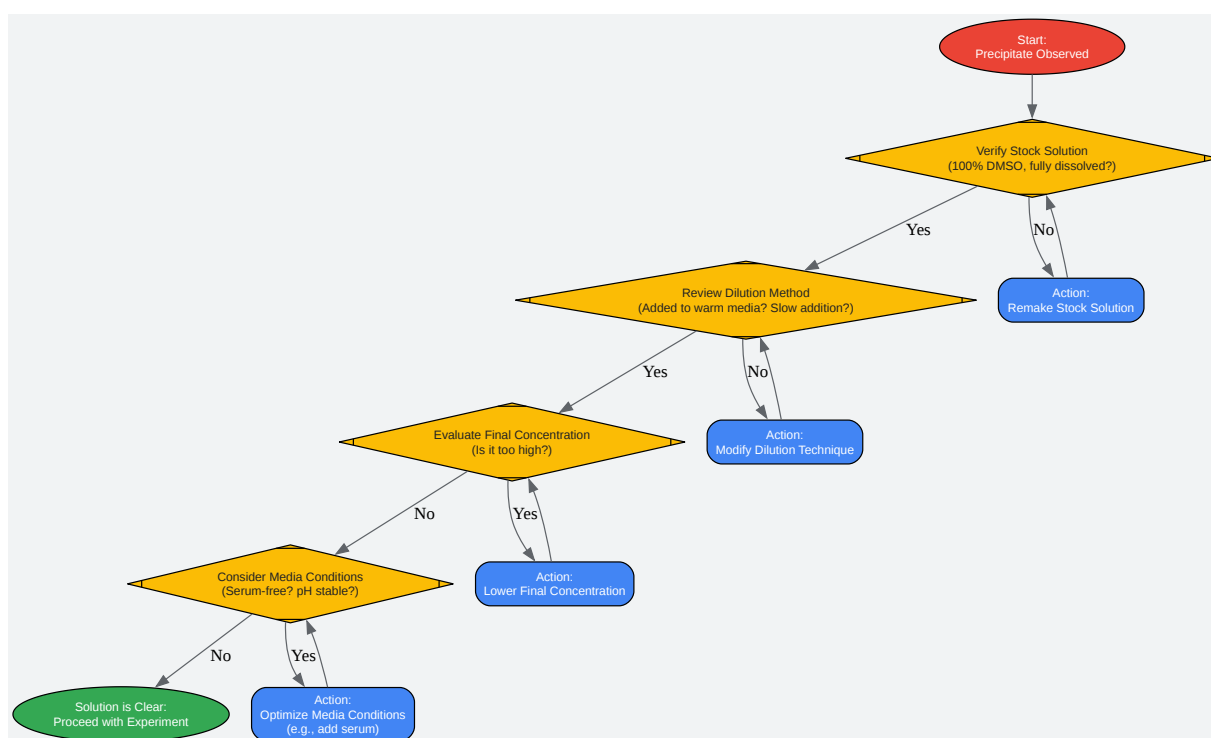 Start:
Precipitate Observed
Verify Stock Solution
(100% DMSO, fully dissolved?)
Yes
No
Action:
Remake Stock Solution
Review Dilution Method
(Added to warm media? Slow addition?)
Yes
No
Action:
Modify Dilution Technique
Evaluate Final Concentration
(Is it too high?)
No
Yes
Action:
Lower Final Concentration
Consider Media Conditions
(Serum-free? pH stable?)
No
Yes
Solution is Clear:
Proceed with Experiment
Action:
Optimize Media Conditions
(e.g., add serum)